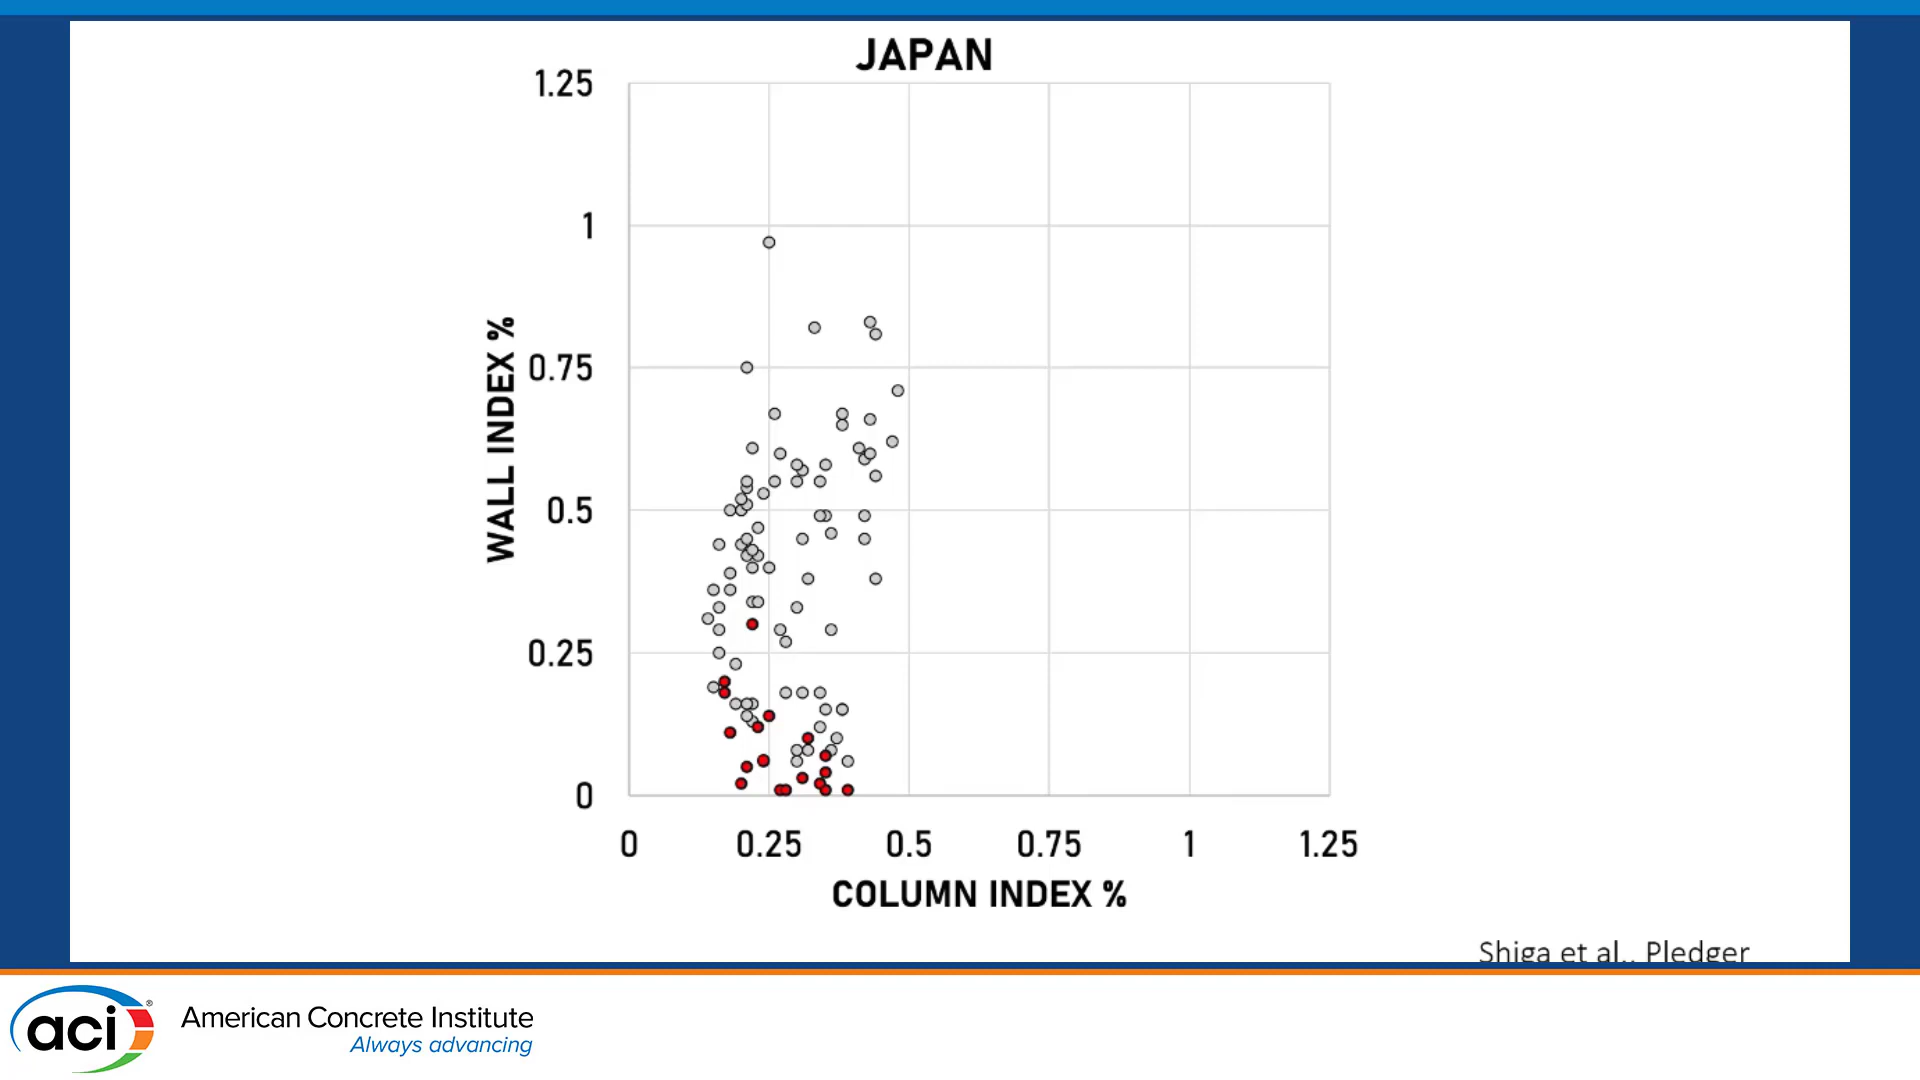 JAPAN
1.25
1
0.75
0.5
0.25
0
WALL INDEX %
0 0.25 0.5 0.75 1 1.25
COLUMN INDEX %
Shiga et al., Pledger
aci®
American Concrete Institute
Always advancing